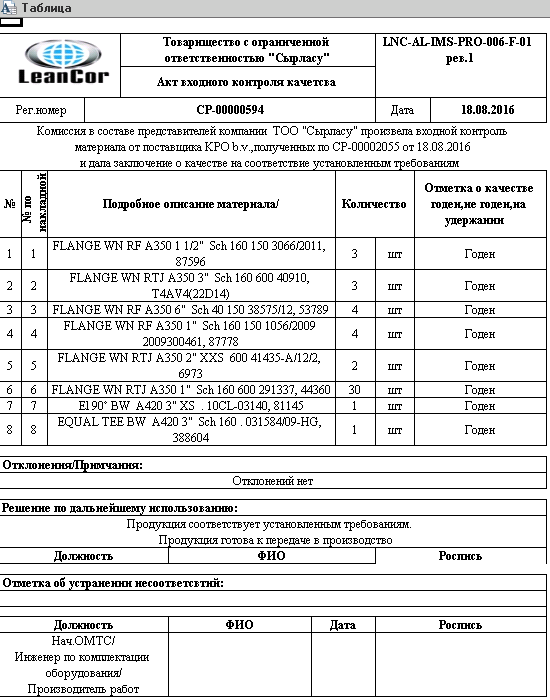 Таблица
LeanCor
Товарищество с ограниченной
ответственностью "Сырласу"
LNC-AL-IMS-PRO-006-F-01
рев.1
Акт входного контроля качетсва
Рег.номер СР-00000594 Дата 18.08.2016
Комиссия в составе представителей компании ТОО "Сырласу" произвела входной контроль
материала от поставщика КРО b.v.,полученных по СР-00002055 от 18.08.2016
и дала заключение о качестве на соответствие установленным требованиям
№ № по накладной Подробное описание материала/ Количество Отметка о качестве годен,не годен,на удержании
1 1 FLANGE WN RF A350 1 1/2" Sch 160 150 3066/2011, 87596 3 шт Годен
2 2 FLANGE WN RTJ A350 3" Sch 160 600 40910, T4AV4(22D14) 3 шт Годен
3 3 FLANGE WN RF A350 6" Sch 40 150 38575/12, 53789 4 шт Годен
4 4 FLANGE WN RF A350 1" Sch 160 150 1056/2009 2009300461, 87778 4 шт Годен
5 5 FLANGE WN RTJ A350 2" XXS 600 41435-A/12/2, 6973 2 шт Годен
6 6 FLANGE WN RTJ A350 1" Sch 160 600 291337, 44360 30 шт Годен
7 7 El 90° BW A420 3" XS . 10CL-03140, 81145 1 шт Годен
8 8 EQUAL TEE BW A420 3" Sch 160 . 031584/09-HG, 388604 1 шт Годен
Отклонения/Примчания:
Отклонений нет
Решение по дальнейшему использованию:
Продукция соответствует установленным требованиям.
Продукция готова к передаче в производство
Должность ФИО Роспись
Отметка об устранении несоответсвтий:
Должность ФИО Дата Роспись
Нач.ОМТС/
Инженер по комплектации
оборудования/
Производитель работ